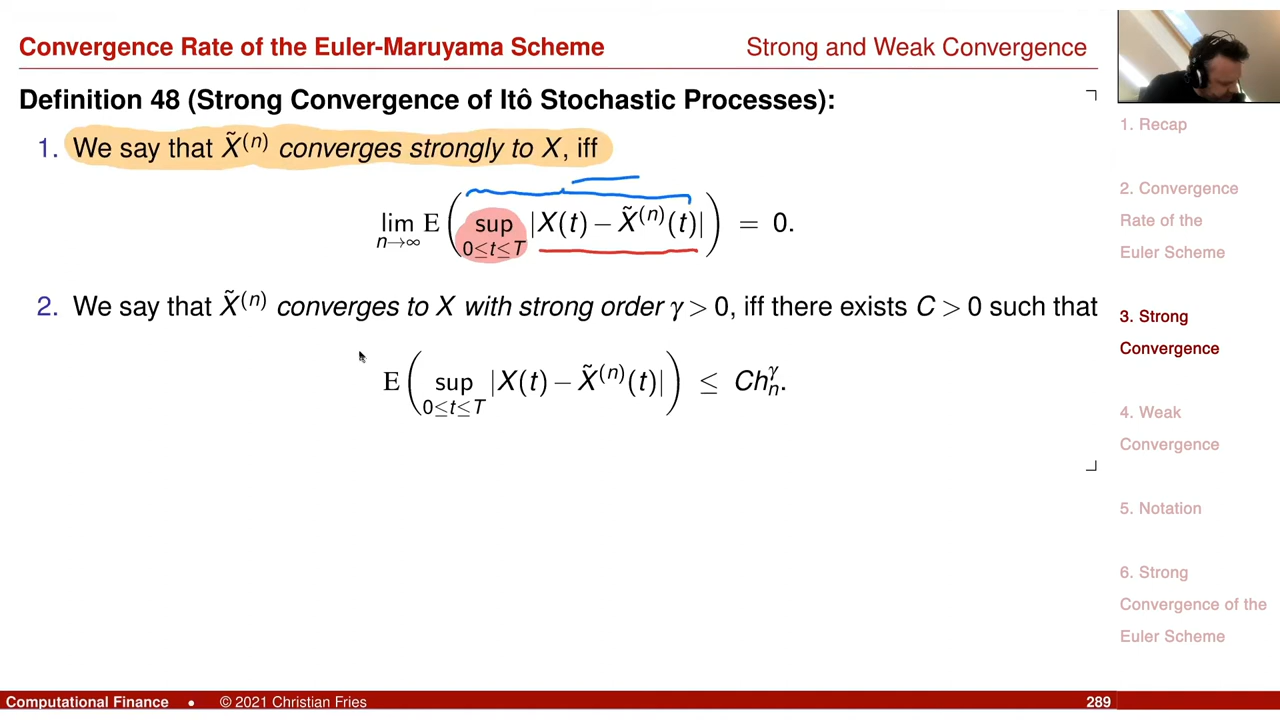 Convergence Rate of the Euler-Maruyama Scheme
Strong and Weak Convergence
Definition 48 (Strong Convergence of Itô Stochastic Processes):
1. We say that X̃⁽ⁿ⁾ converges strongly to X, iff
lim n→∞ E( sup 0≤t≤T |X(t) − X̃⁽ⁿ⁾(t)| ) = 0.
2. We say that X̃⁽ⁿ⁾ converges to X with strong order γ > 0, iff there exists C > 0 such that
E( sup 0≤t≤T |X(t) − X̃⁽ⁿ⁾(t)| ) ≤ Chₙ^γ.
1. Recap
2. Convergence
Rate of the
Euler Scheme
3. Strong
Convergence
4. Weak
Convergence
5. Notation
6. Strong
Convergence of the
Euler Scheme
Computational Finance • © 2021 Christian Fries 289